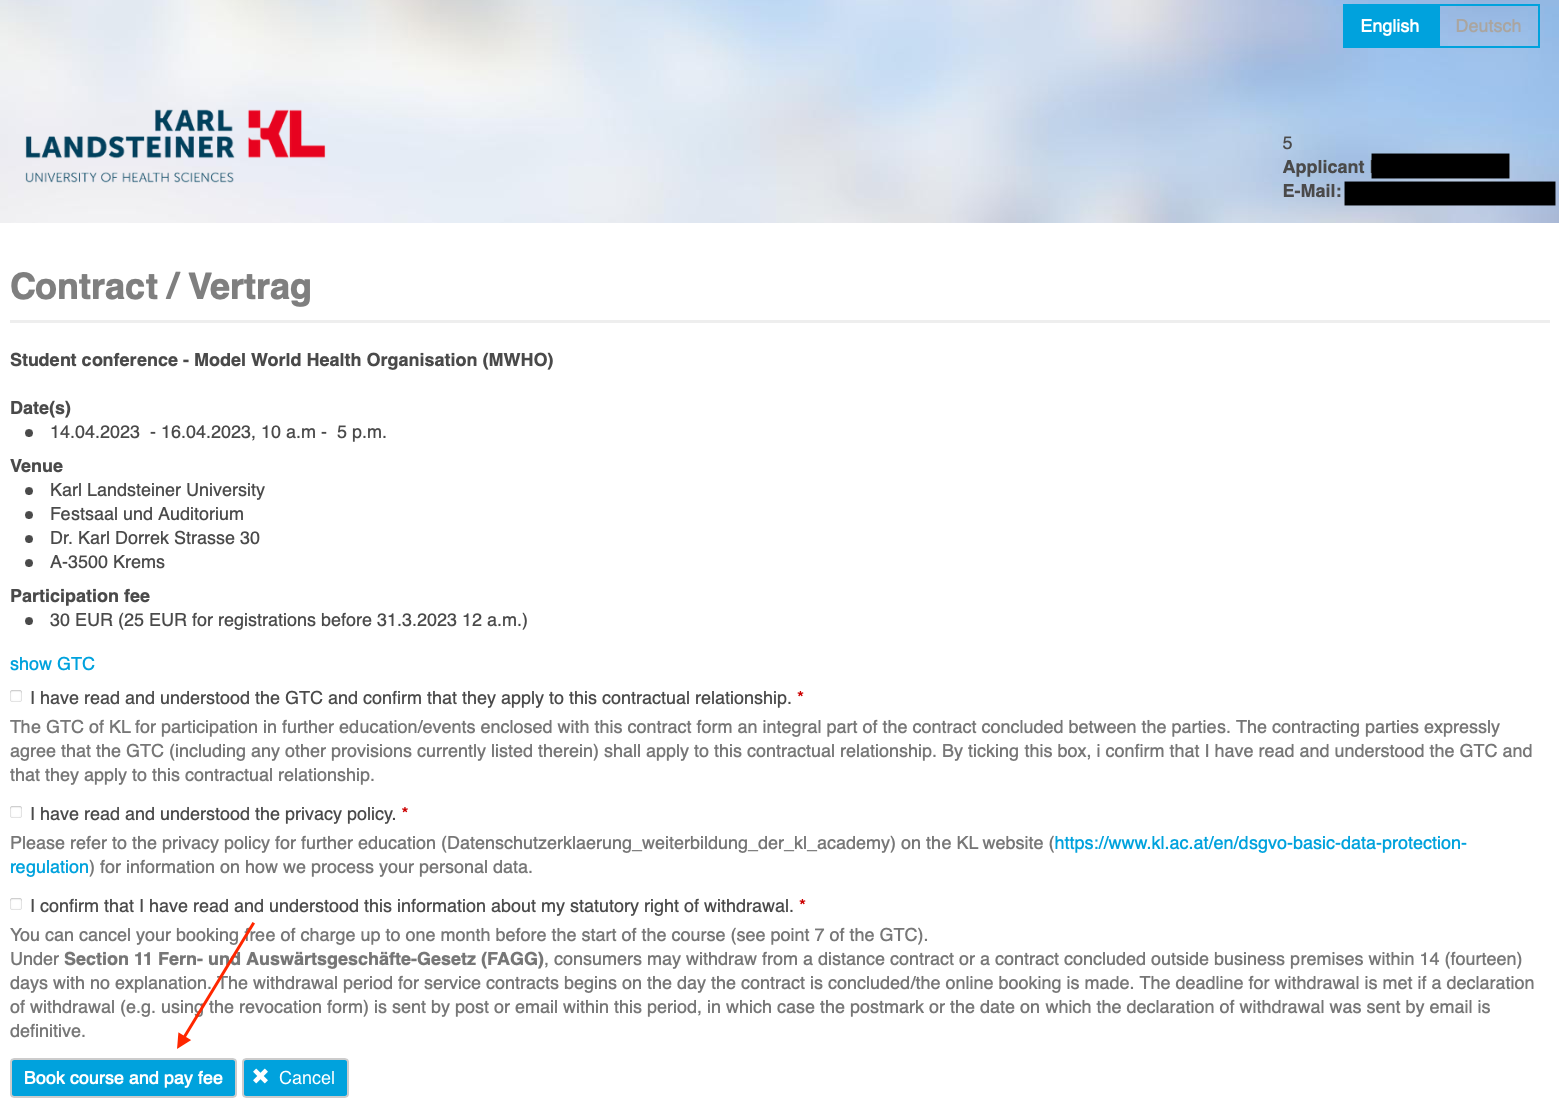 English Deutsch
KARL
LANDSTEINER KL
UNIVERSITY OF HEALTH SCIENCES
5
Applicant
E-Mail:
Contract / Vertrag
Student conference - Model World Health Organisation (MWHO)
Date(s)
14.04.2023  - 16.04.2023, 10 a.m -  5 p.m.
Venue
Karl Landsteiner University
Festsaal und Auditorium
Dr. Karl Dorrek Strasse 30
A-3500 Krems
Participation fee
30 EUR (25 EUR for registrations before 31.3.2023 12 a.m.)
show GTC
I have read and understood the GTC and confirm that they apply to this contractual relationship. *
The GTC of KL for participation in further education/events enclosed with this contract form an integral part of the contract concluded between the parties. The contracting parties expressly
agree that the GTC (including any other provisions currently listed therein) shall apply to this contractual relationship. By ticking this box, i confirm that I have read and understood the GTC and
that they apply to this contractual relationship.
I have read and understood the privacy policy. *
Please refer to the privacy policy for further education (Datenschutzerklaerung_weiterbildung_der_kl_academy) on the KL website (https://www.kl.ac.at/en/dsgvo-basic-data-protection-
regulation) for information on how we process your personal data.
I confirm that I have read and understood this information about my statutory right of withdrawal. *
You can cancel your booking free of charge up to one month before the start of the course (see point 7 of the GTC).
Under Section 11 Fern- und Auswärtsgeschäfte-Gesetz (FAGG), consumers may withdraw from a distance contract or a contract concluded outside business premises within 14 (fourteen)
days with no explanation. The withdrawal period for service contracts begins on the day the contract is concluded/the online booking is made. The deadline for withdrawal is met if a declaration
of withdrawal (e.g. using the revocation form) is sent by post or email within this period, in which case the postmark or the date on which the declaration of withdrawal was sent by email is
definitive.
Book course and pay fee Cancel